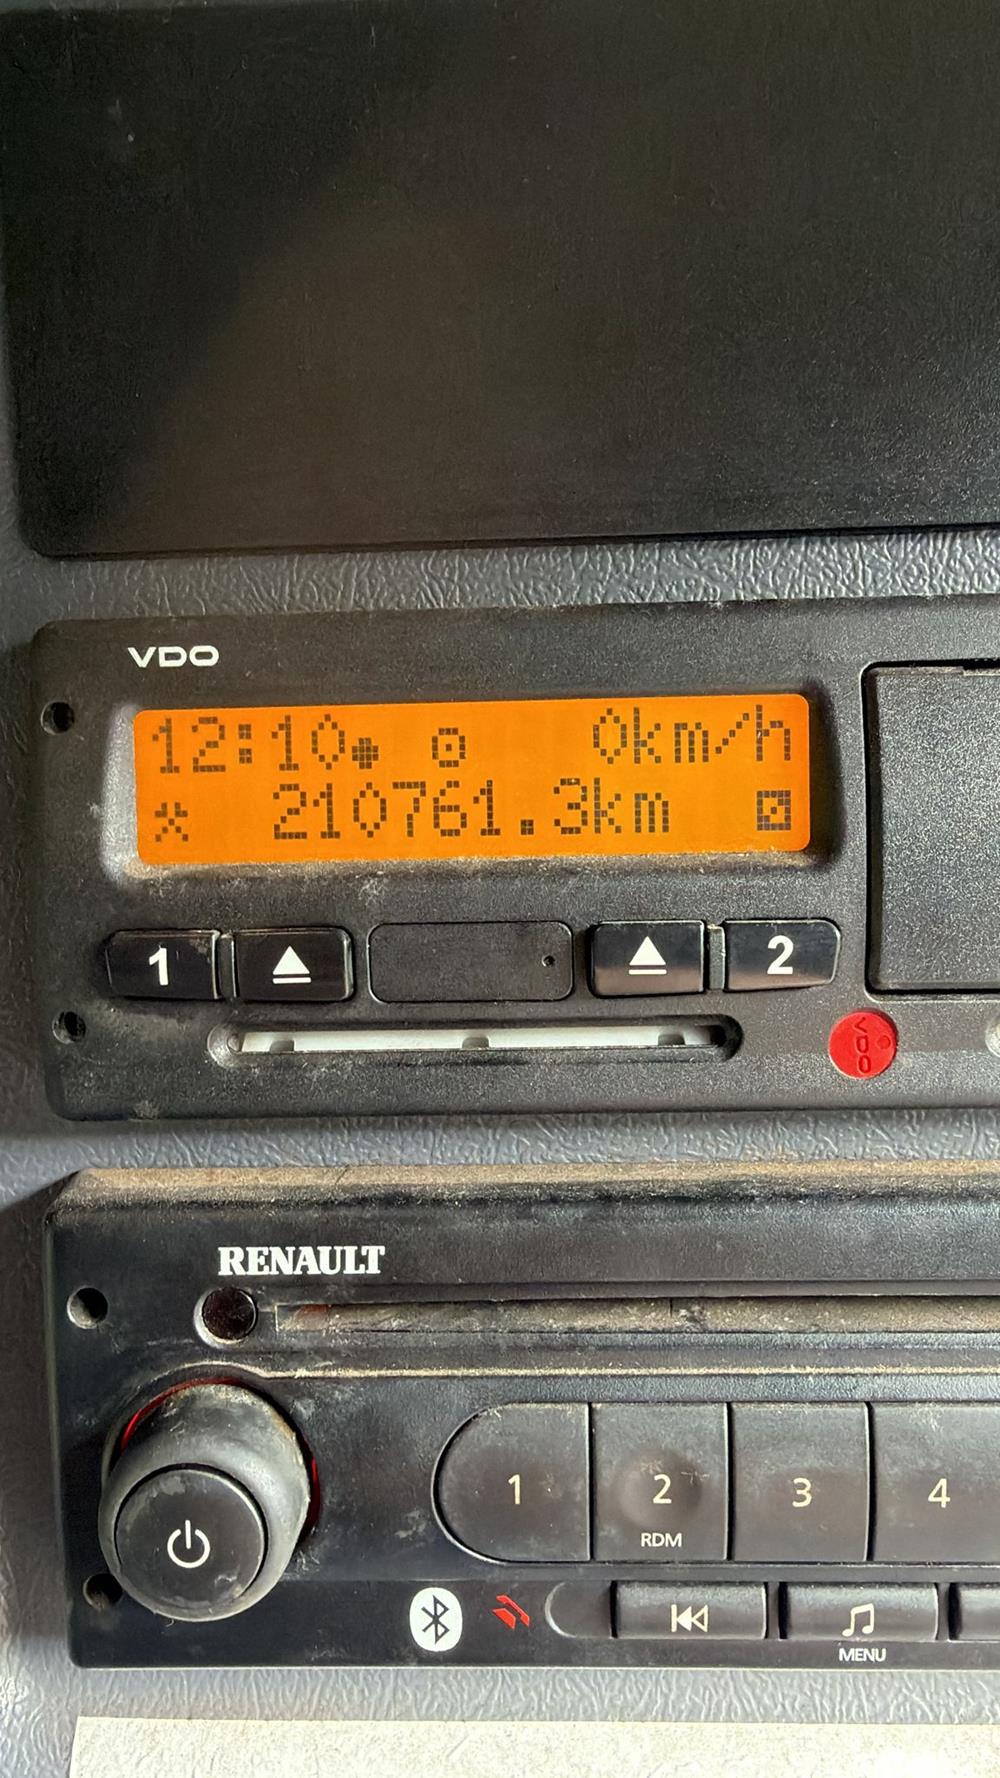 VDO
12:10 0km/h
210761.3km
1 2
VDO
RENAULT
1 2 3 4
RDM
MENU